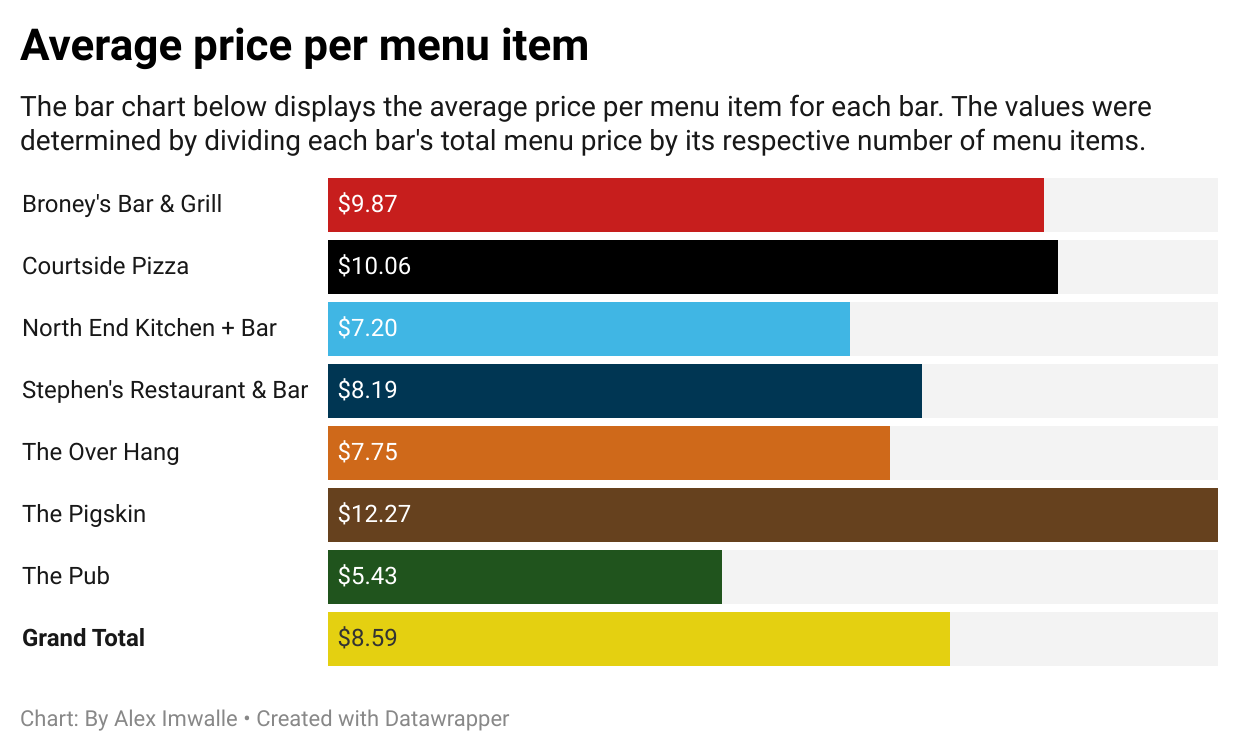 Average price per menu item
The bar chart below displays the average price per menu item for each bar. The values were
determined by dividing each bar's total menu price by its respective number of menu items.
Broney's Bar & Grill $9.87
Courtside Pizza $10.06
North End Kitchen + Bar $7.20
Stephen's Restaurant & Bar $8.19
The Over Hang $7.75
The Pigskin $12.27
The Pub $5.43
Grand Total $8.59
Chart: By Alex Imwalle • Created with Datawrapper